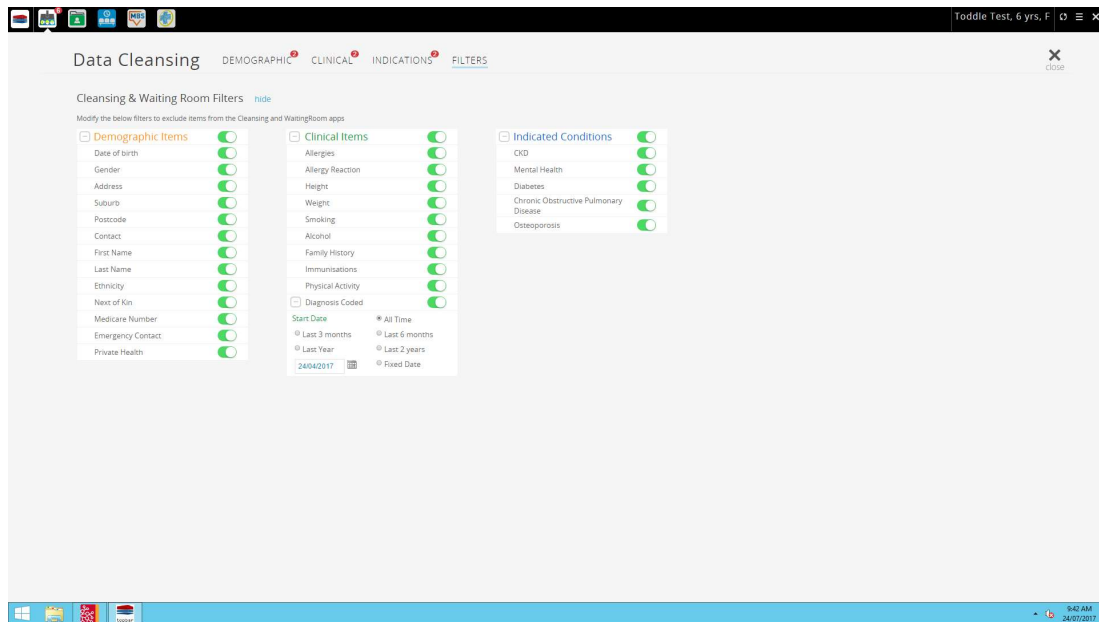 6
MBS
Toddle Test, 6 yrs, F
Data Cleansing DEMOGRAPHIC 2 CLINICAL 2 INDICATIONS 2 FILTERS
close
Cleansing & Waiting Room Filters hide
Modify the below filters to exclude items from the Cleansing and WaitingRoom apps
Demographic Items
Date of birth
Gender
Address
Suburb
Postcode
Contact
First Name
Last Name
Ethnicity
Next of Kin
Medicare Number
Emergency Contact
Private Health
Clinical Items
Allergies
Allergy Reaction
Height
Weight
Smoking
Alcohol
Family History
Immunisations
Physical Activity
Diagnosis Coded
Start Date All Time
Last 3 months Last 6 months
Last Year Last 2 years
24/04/2017 Fixed Date
Indicated Conditions
CKD
Mental Health
Diabetes
Chronic Obstructive Pulmonary
Disease
Osteoporosis
topbar
9:42 AM
24/07/2017